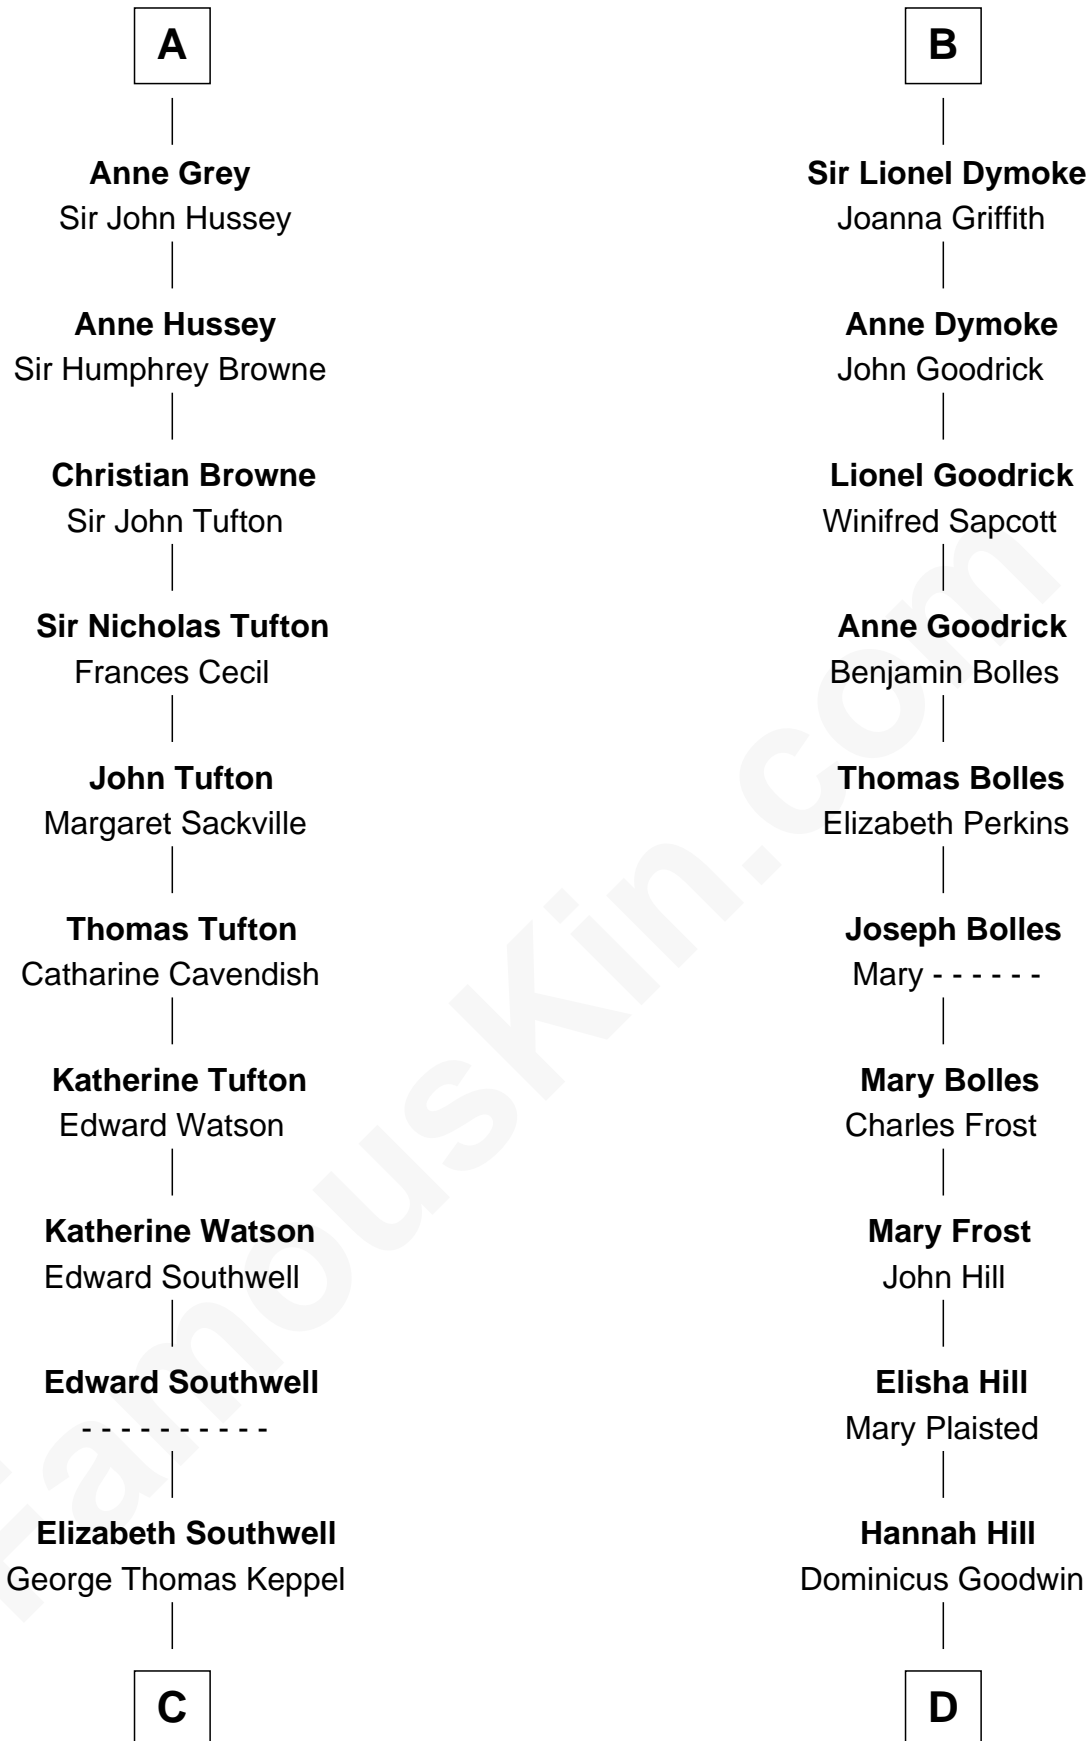 A
Anne Grey
Sir John Hussey
Anne Hussey
Sir Humphrey Browne
Christian Browne
Sir John Tufton
Sir Nicholas Tufton
Frances Cecil
John Tufton
Margaret Sackville
Thomas Tufton
Catharine Cavendish
Katherine Tufton
Edward Watson
Katherine Watson
Edward Southwell
Edward Southwell
- - - - - - - - - -
Elizabeth Southwell
George Thomas Keppel
C
B
Sir Lionel Dymoke
Joanna Griffith
Anne Dymoke
John Goodrick
Lionel Goodrick
Winifred Sapcott
Anne Goodrick
Benjamin Bolles
Thomas Bolles
Elizabeth Perkins
Joseph Bolles
Mary - - - - - -
Mary Bolles
Charles Frost
Mary Frost
John Hill
Elisha Hill
Mary Plaisted
Hannah Hill
Dominicus Goodwin
D
FamousKin.com